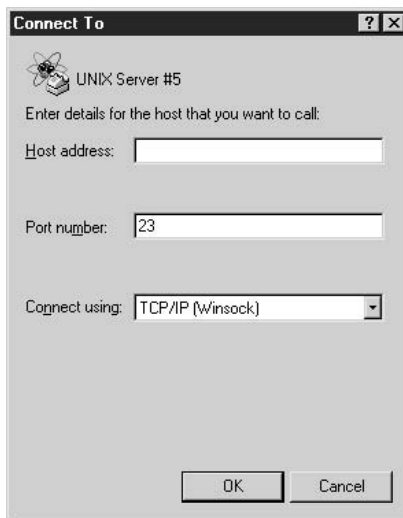 Connect To
UNIX Server #5
Enter details for the host that you want to call:
Host address:
Port number: 23
Connect using: TCP/IP (Winsock)
OK Cancel